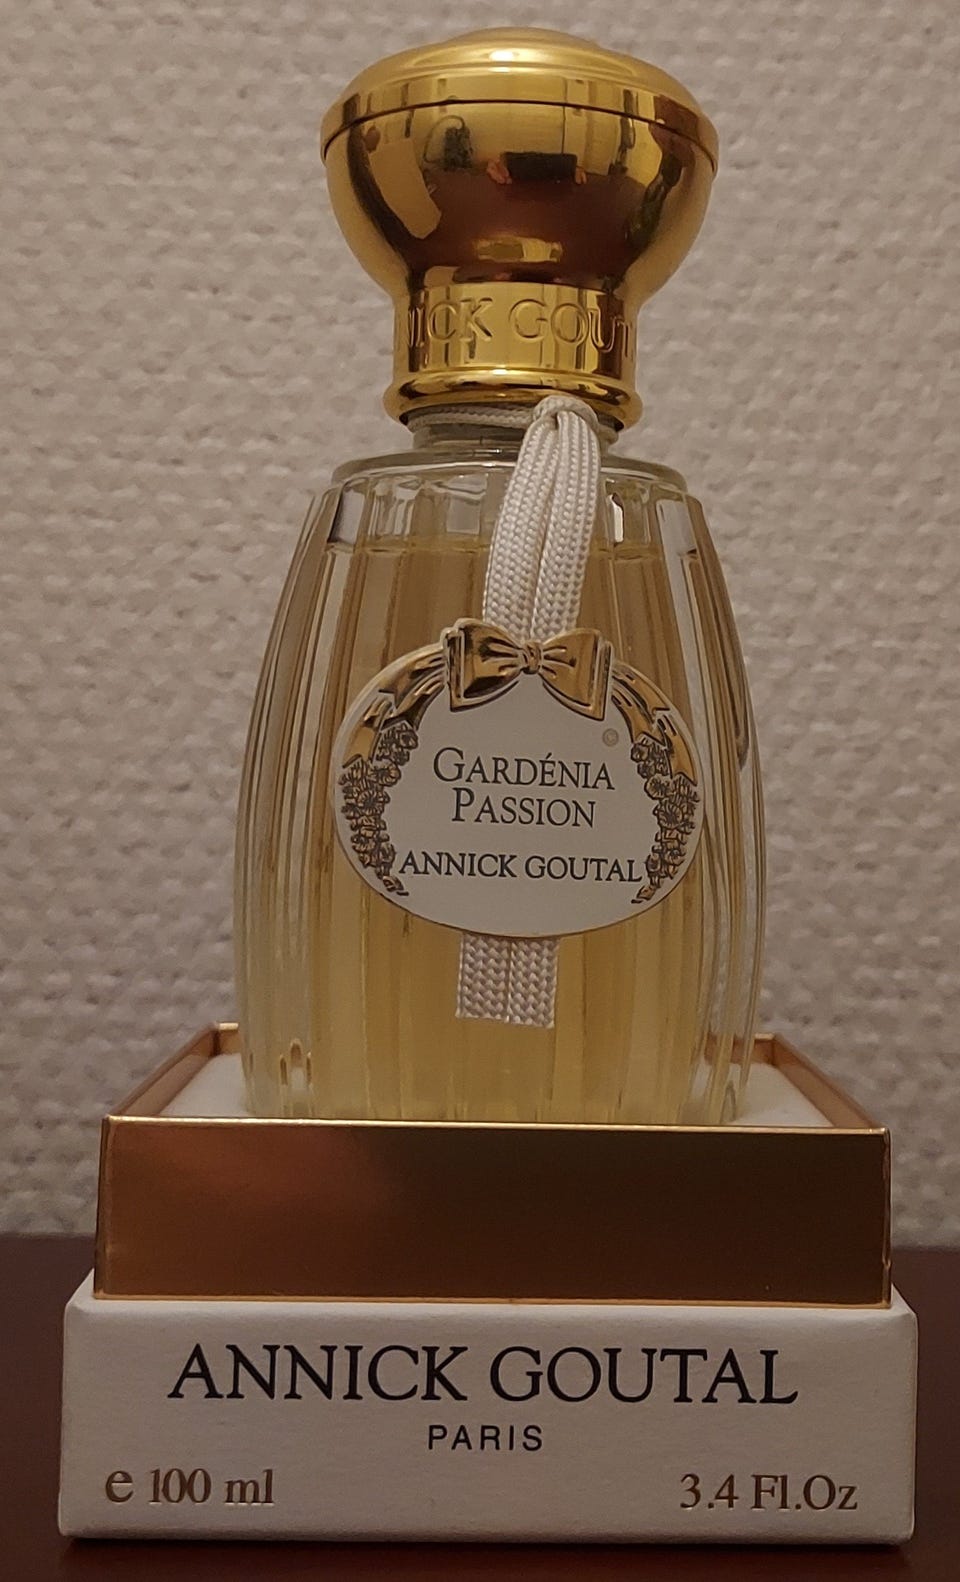 NICK GOUT
GARDÉNIA
PASSION
ANNICK GOUTAL
ANNICK GOUTAL
PARIS
e 100 ml
3.4 Fl.Oz